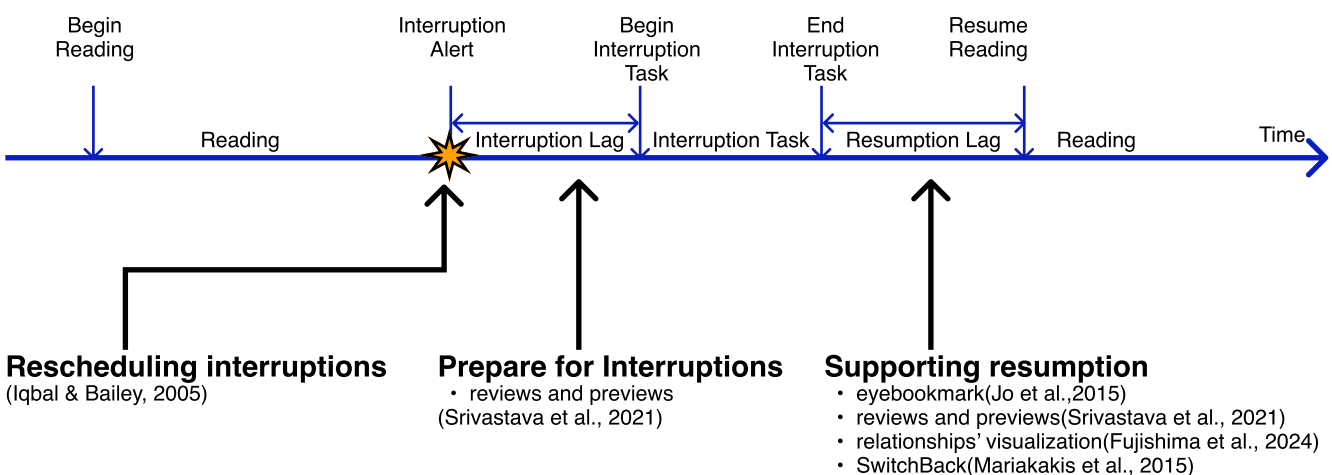 Begin
Reading
Interruption
Alert
Begin
Interruption
Task
End
Interruption
Task
Resume
Reading
Reading
Interruption Lag
Interruption Task
Resumption Lag
Reading
Time
Rescheduling interruptions
(Iqbal & Bailey, 2005)
Prepare for Interruptions
・ reviews and previews
(Srivastava et al., 2021)
Supporting resumption
・ eyebookmark(Jo et al.,2015)
・ reviews and previews(Srivastava et al., 2021)
・ relationships’ visualization(Fujishima et al., 2024)
・ SwitchBack(Mariakakis et al., 2015)